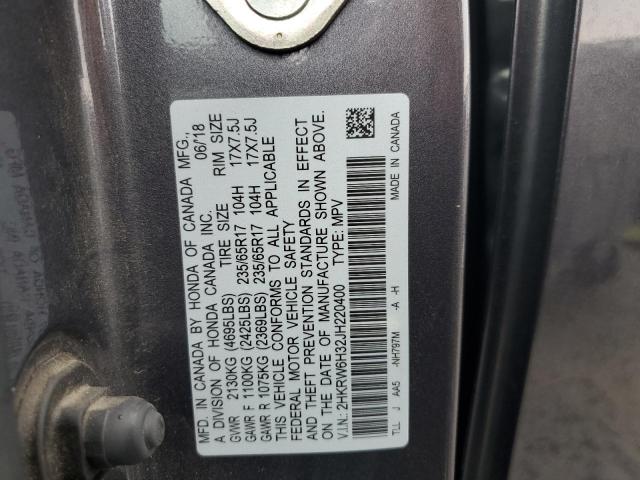 MFD. IN CANADA BY HONDA OF CANADA MFG.,
A DIVISION OF HONDA CANADA INC. 06/18
TIRE SIZE RIM SIZE
GVWR 2130KG (4695LBS)
GAWR F 1100KG (2425LBS) 235/65R17 104H 17X7.5J
GAWR R 1075KG (2369LBS) 235/65R17 104H 17X7.5J
THIS VEHICLE CONFORMS TO ALL APPLICABLE
FEDERAL MOTOR VEHICLE SAFETY
AND THEFT PREVENTION STANDARDS IN EFFECT
ON THE DATE OF MANUFACTURE SHOWN ABOVE.
V.I.N.: 2HKRW6H32JH220400 TYPE: MPV
TLL J AA5 -NH797M -A -H MADE IN CANADA